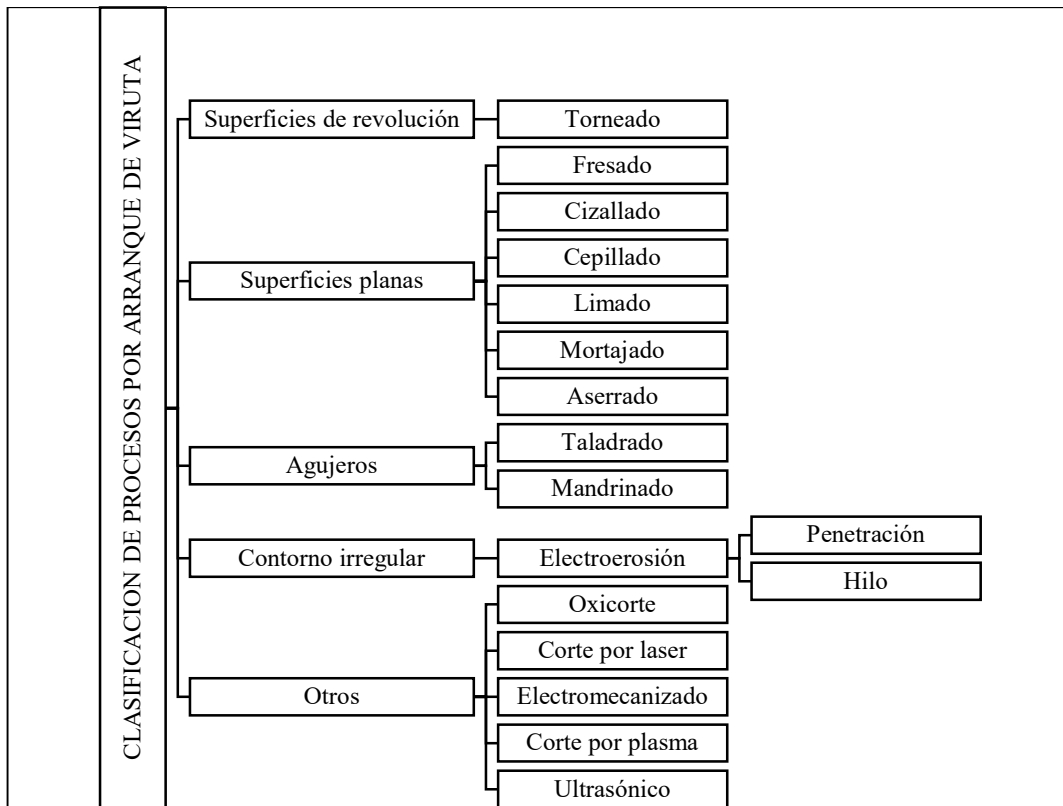 CLASIFICACION DE PROCESOS POR ARRANQUE DE VIRUTA
Superficies de revolución
Torneado
Superficies planas
Fresado
Cizallado
Cepillado
Limado
Mortajado
Aserrado
Agujeros
Taladrado
Mandrinado
Contorno irregular
Electroerosión
Penetración
Hilo
Otros
Oxicorte
Corte por laser
Electromecanizado
Corte por plasma
Ultrasónico